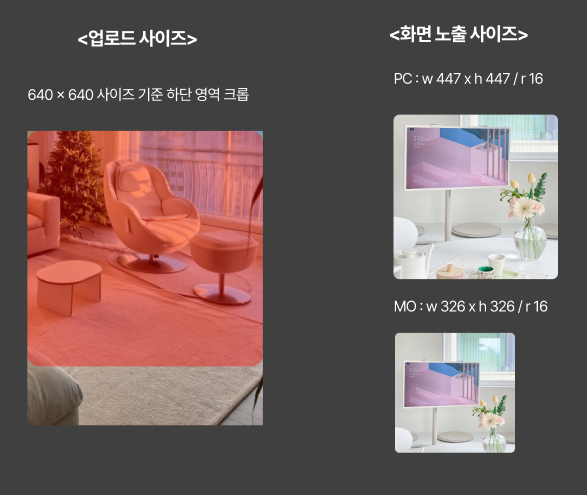 <업로드 사이즈>
640 × 640 사이즈 기준 하단 영역 크롭
<화면 노출 사이즈>
PC : w 447 x h 447 / r 16
MO : w 326 x h 326 / r 16